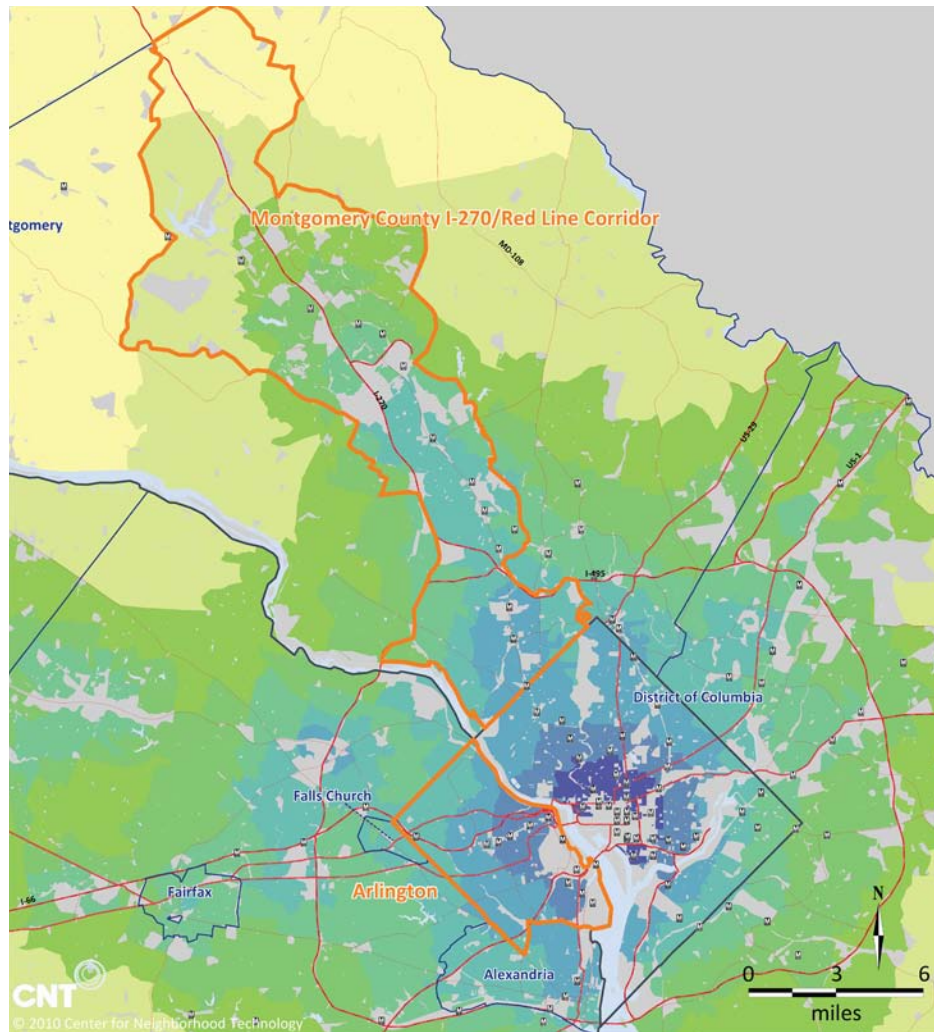 tgomery
Montgomery County I-270/Red Line Corridor
MD-108
I-270
US-29
US-1
I-495
District of Columbia
Falls Church
Fairfax
Arlington
I-66
Alexandria
N
0 3 6
miles
CNT
© 2010 Center for Neighborhood Technology